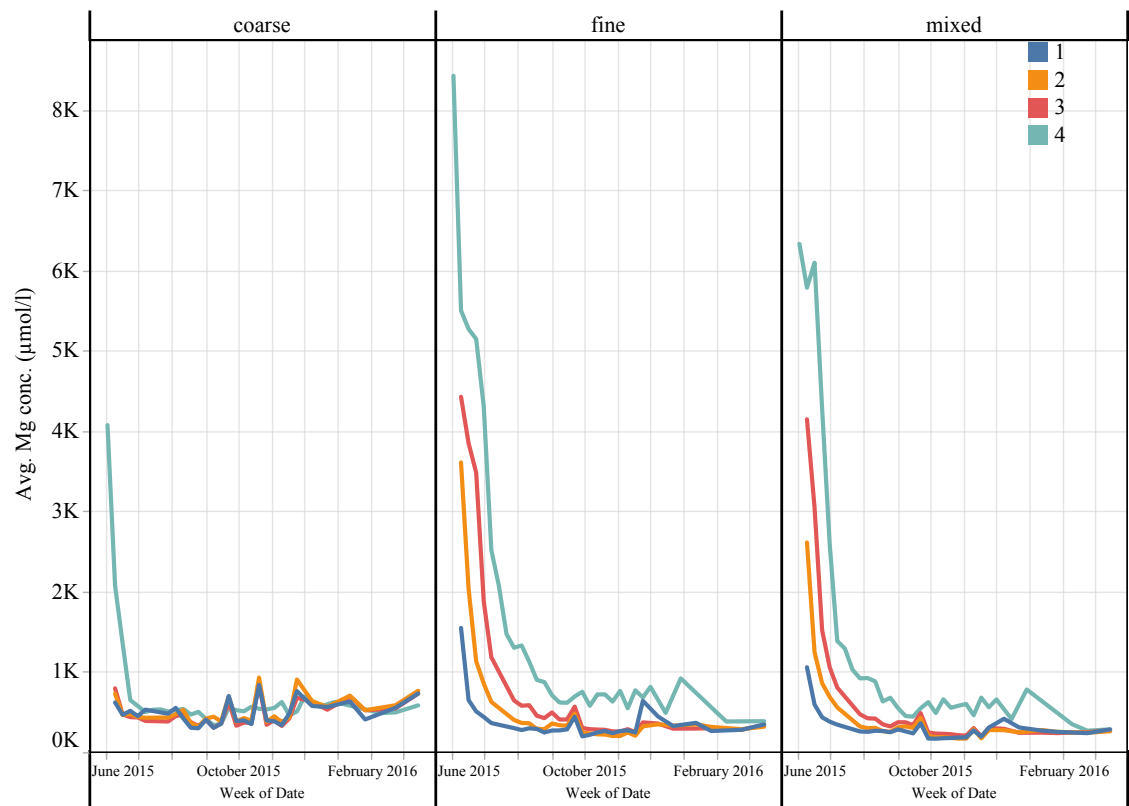 coarse fine mixed
1
2
3
4
Avg. Mg conc. (µmol/l)
8K
7K
6K
5K
4K
3K
2K
1K
0K
June 2015 October 2015 February 2016 June 2015 October 2015 February 2016 June 2015 October 2015 February 2016
Week of Date Week of Date Week of Date